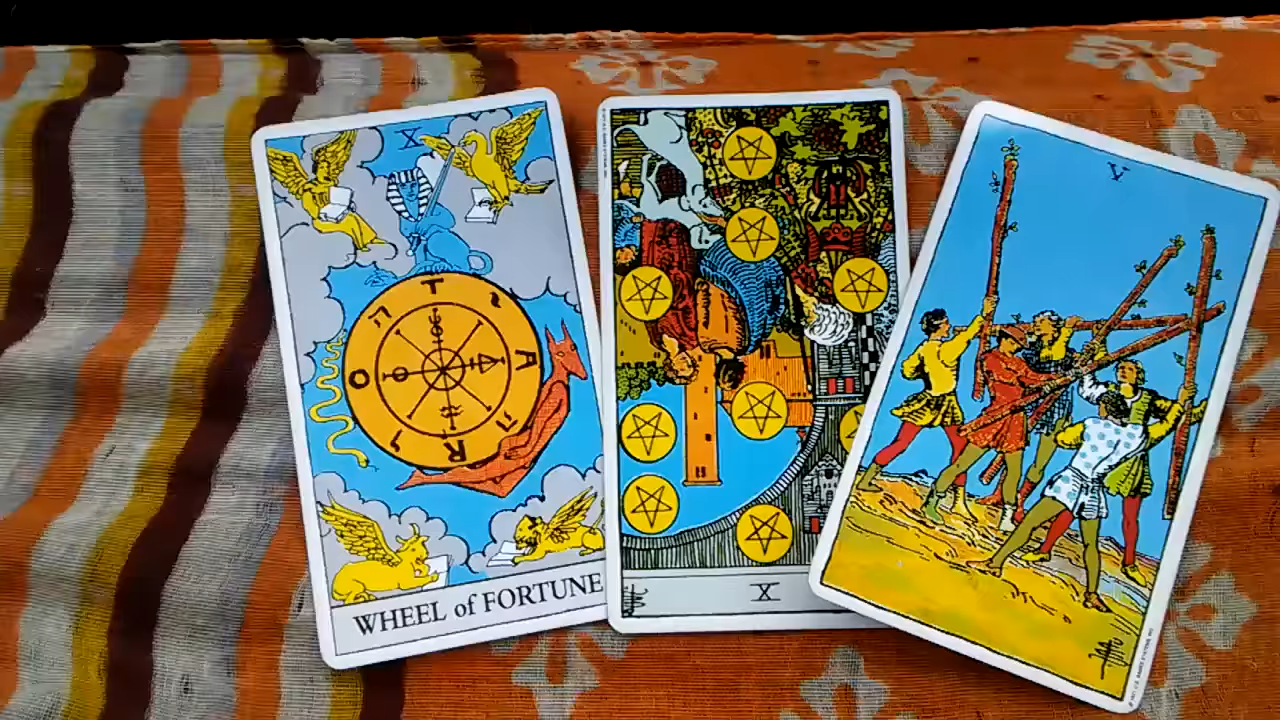 X
T
ה י
O A
ו ה
R
WHEEL of FORTUNE
X
V